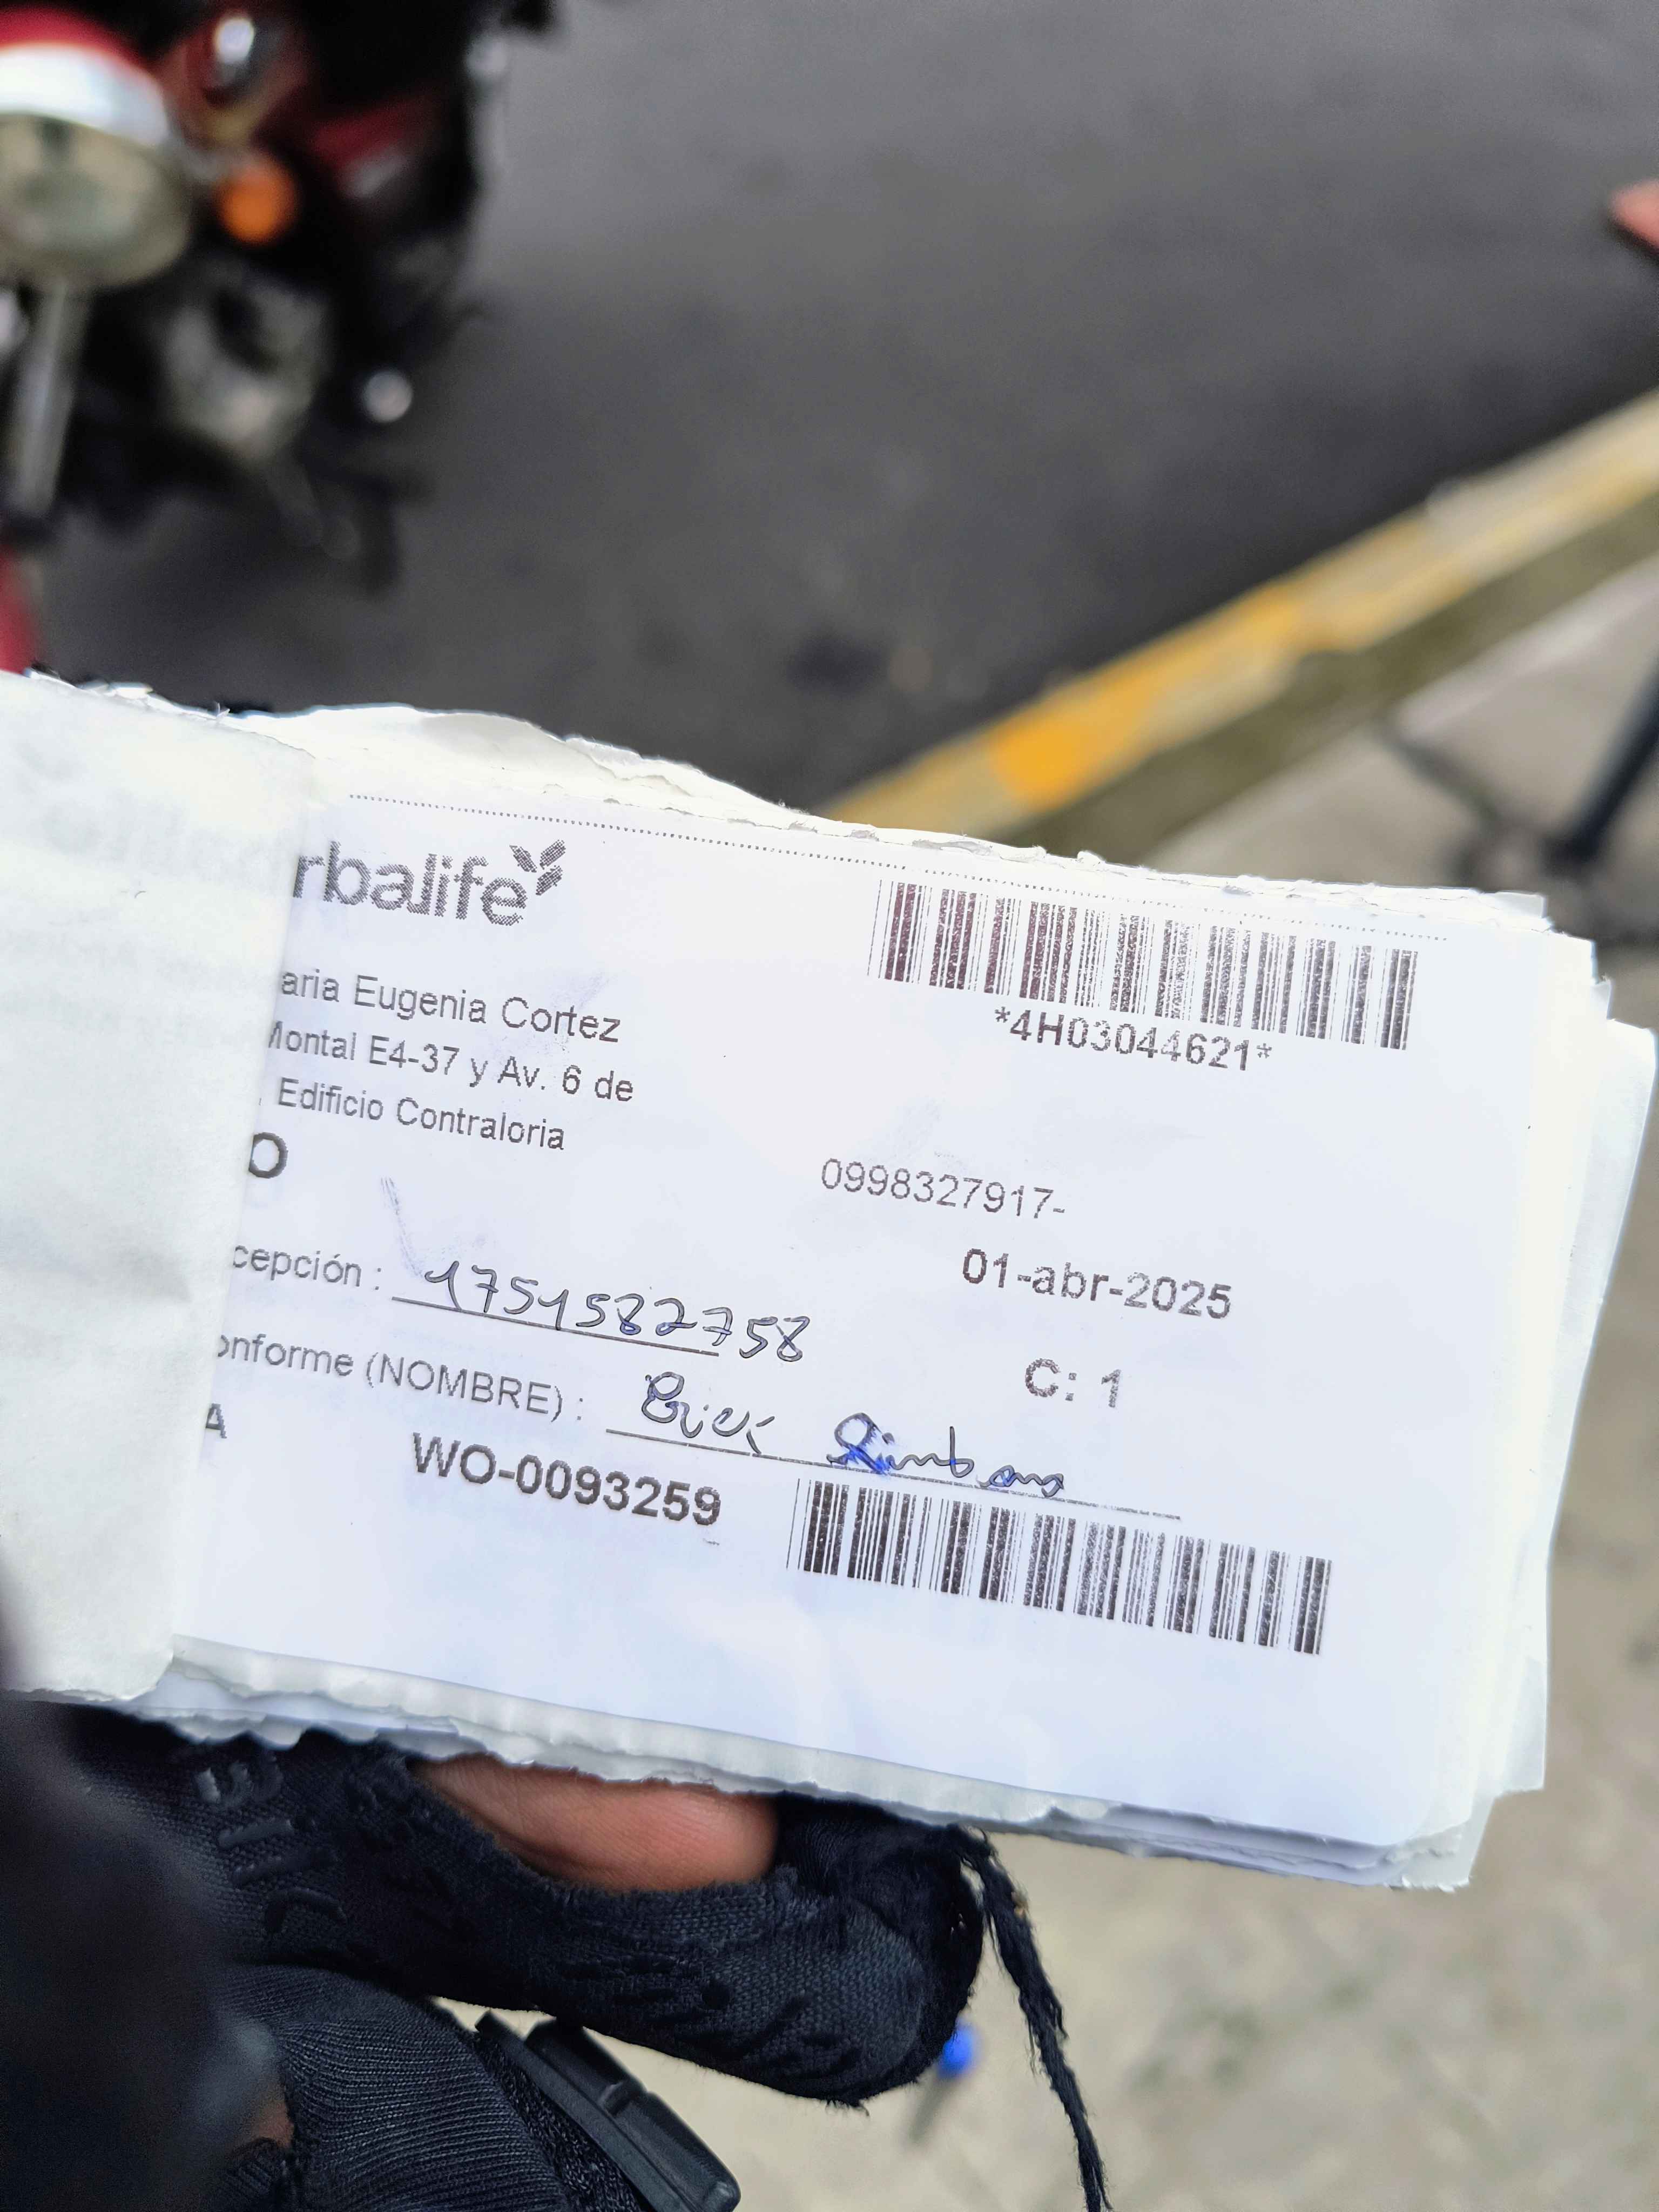 rbalife
*4H03044621*
aria Eugenia Cortez
Montal E4-37 y Av. 6 de
, Edificio Contraloria
O
0998327917-
01-abr-2025
cepción : 1751582758
C: 1
onforme (NOMBRE) : Erick
A
WO-0093259